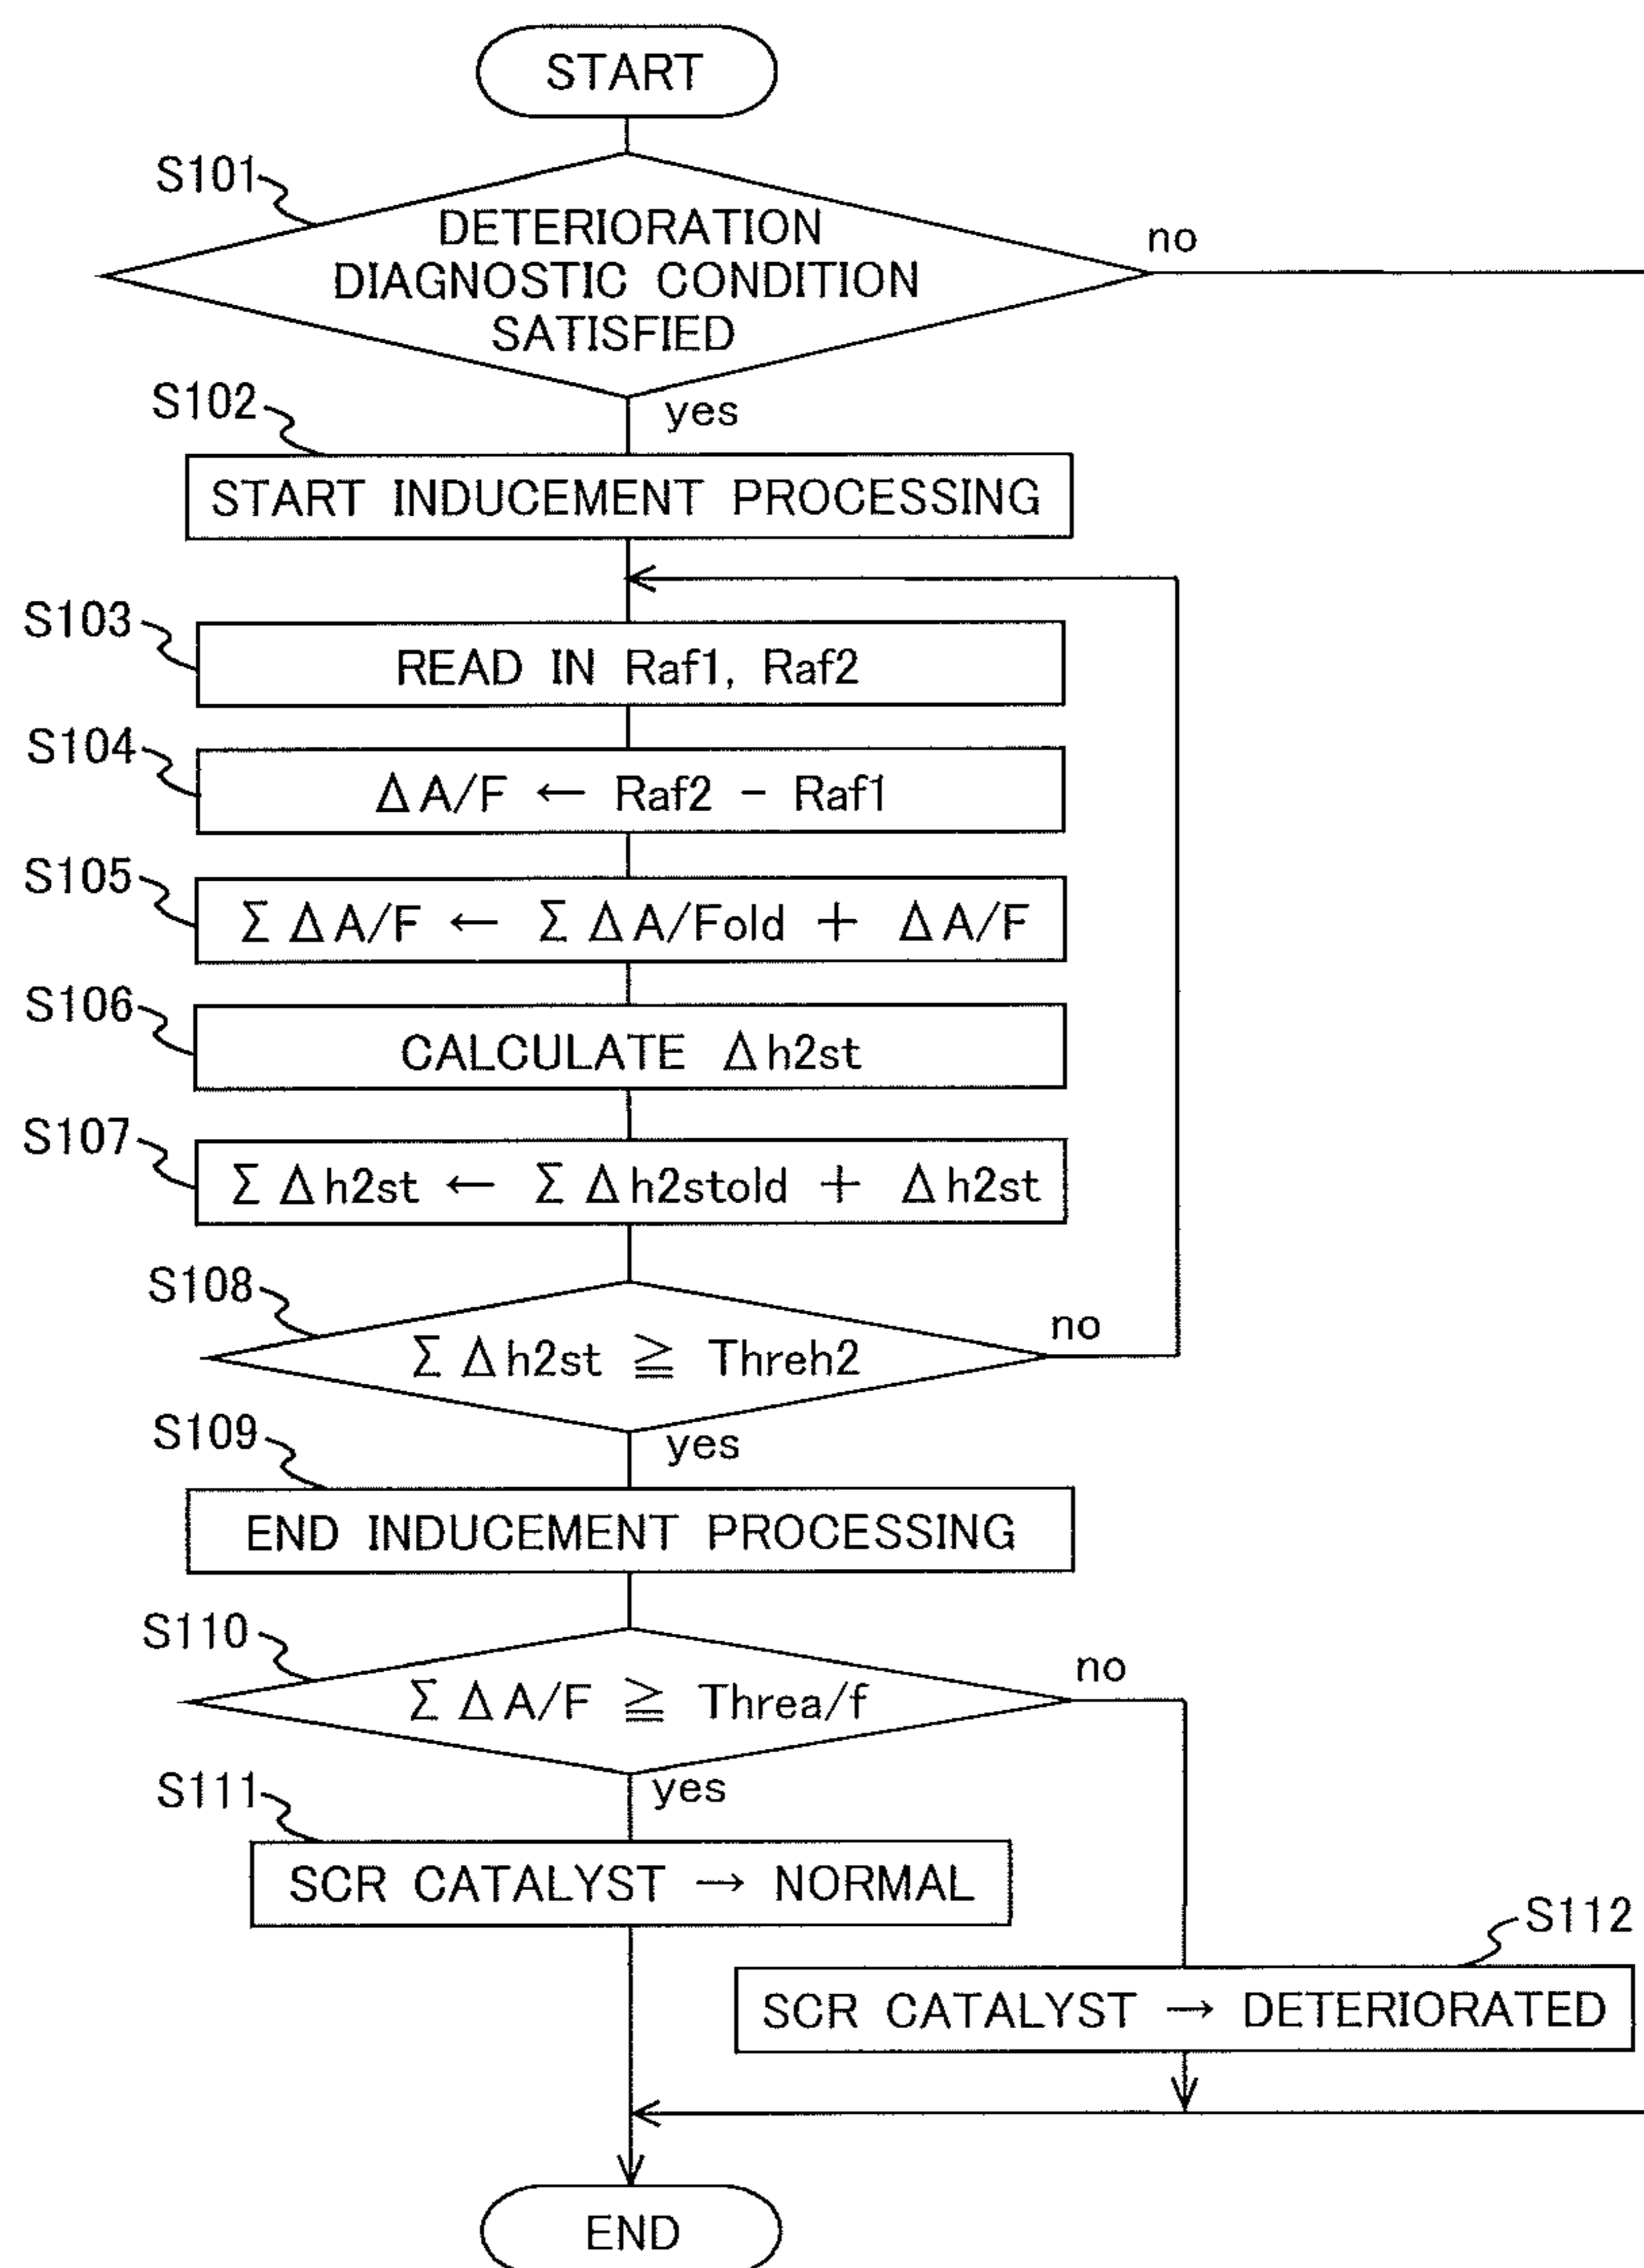 START
S101
DETERIORATION
DIAGNOSTIC CONDITION
SATISFIED
no
yes
S102
START INDUCEMENT PROCESSING
S103
READ IN Raf1, Raf2
S104
ΔA/F ← Raf2 - Raf1
S105
ΣΔA/F ← ΣΔA/Fold + ΔA/F
S106
CALCULATE Δh2st
S107
ΣΔh2st ← ΣΔh2stold + Δh2st
S108
ΣΔh2st ≧ Threh2
no
yes
S109
END INDUCEMENT PROCESSING
S110
ΣΔA/F ≧ Threa/f
no
yes
S111
SCR CATALYST → NORMAL
S112
SCR CATALYST → DETERIORATED
END